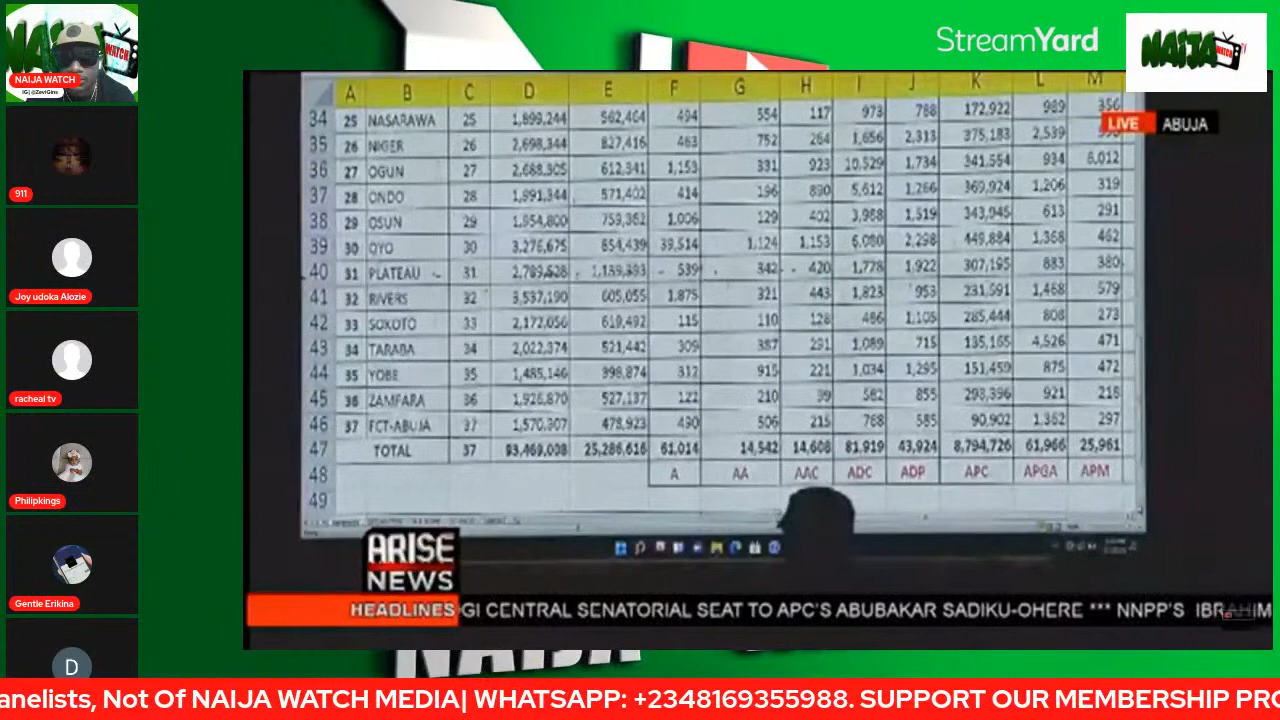 StreamYard
NAIJA WATCH
IG| @ZeviGins
911
Joy udoka Alozie
racheal tv
Philipkings
Gentle Erikina
D
LIVE ABUJA
A B C D E F G H I J K L M
34 25 NASARAWA 25 1,899,244 562,464 494 554 117 973 788 172,922 989
35 26 NIGER 26 2,698,344 827,416 463 752 264 1,656 2,313 375,183 2,539
36 27 OGUN 27 2,688,305 612,341 1,153 331 923 10,529 1,734 341,554 934 6,012
37 28 ONDO 28 1,991,344 571,402 414 196 890 5,612 1,266 369,924 1,206 319
38 29 OSUN 29 1,954,800 759,362 1,006 129 402 3,988 1,519 343,945 613 291
39 30 OYO 30 3,276,675 854,439 39,514 1,124 1,153 6,080 2,298 449,884 1,368 462
40 31 PLATEAU 31 539 342 420 1,778 1,922 307,195 883 380
41 32 RIVERS 32 3,537,190 605,055 1,875 321 443 1,823 953 231,591 1,468 579
42 33 SOKOTO 33 2,172,056 619,492 115 110 128 486 1,105 285,444 808 273
43 34 TARABA 34 2,022,374 521,442 309 387 291 1,089 715 135,165 4,526 471
44 35 YOBE 35 1,485,146 398,874 312 915 221 1,034 1,295 151,459 875 472
45 36 ZAMFARA 36 1,926,870 527,137 122 210 39 582 855 298,396 921 216
46 37 FCT-ABUJA 37 1,570,307 478,923 490 506 215 768 585 90,902 1,362 297
47 TOTAL 37 93,469,008 25,286,616 61,014 14,542 14,608 81,919 43,924 8,794,726 61,966 25,961
48 A AA AAC ADC ADP APC APGA APM
49
ARISE
NEWS
HEADLINES GI CENTRAL SENATORIAL SEAT TO APC'S ABUBAKAR SADIKU-OHERE *** NNPP'S IBRAHIM
anelists, Not Of NAIJA WATCH MEDIA| WHATSAPP: +2348169355988. SUPPORT OUR MEMBERSHIP PRO